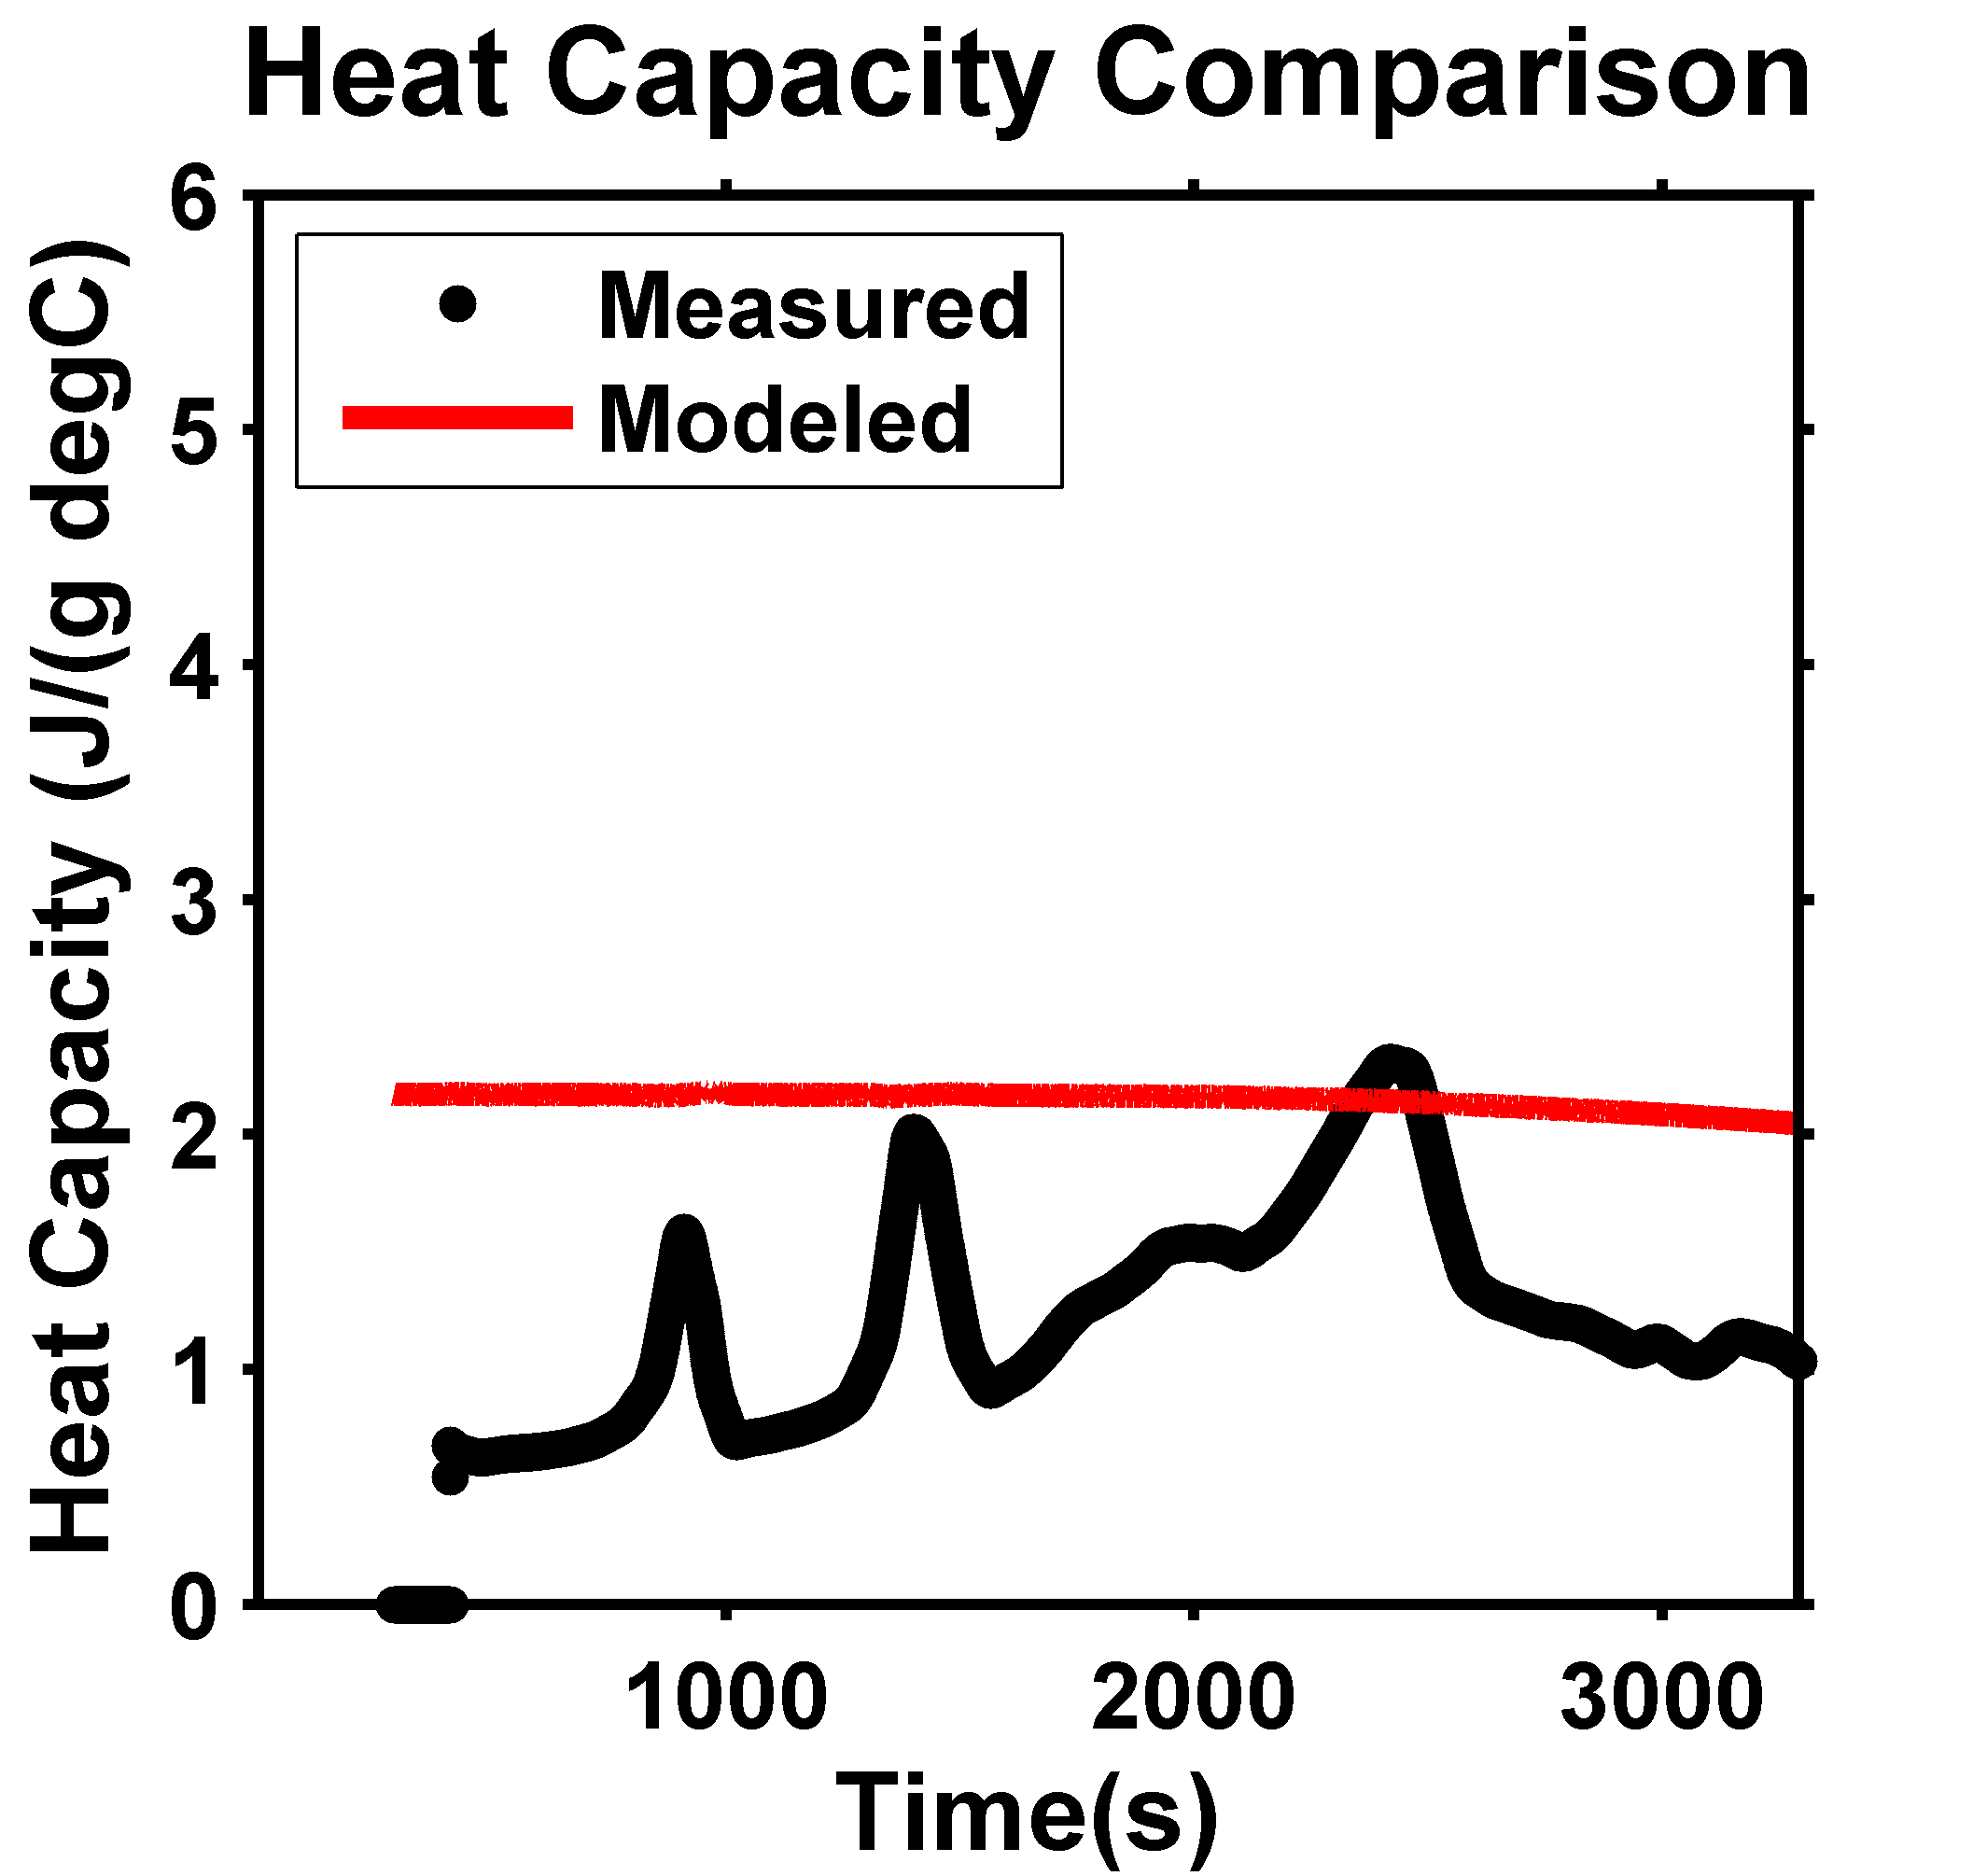 Heat Capacity Comparison
Heat Capacity (J/(g degC)
6
5
4
3
2
1
0
Measured
Modeled
1000 2000 3000
Time(s)